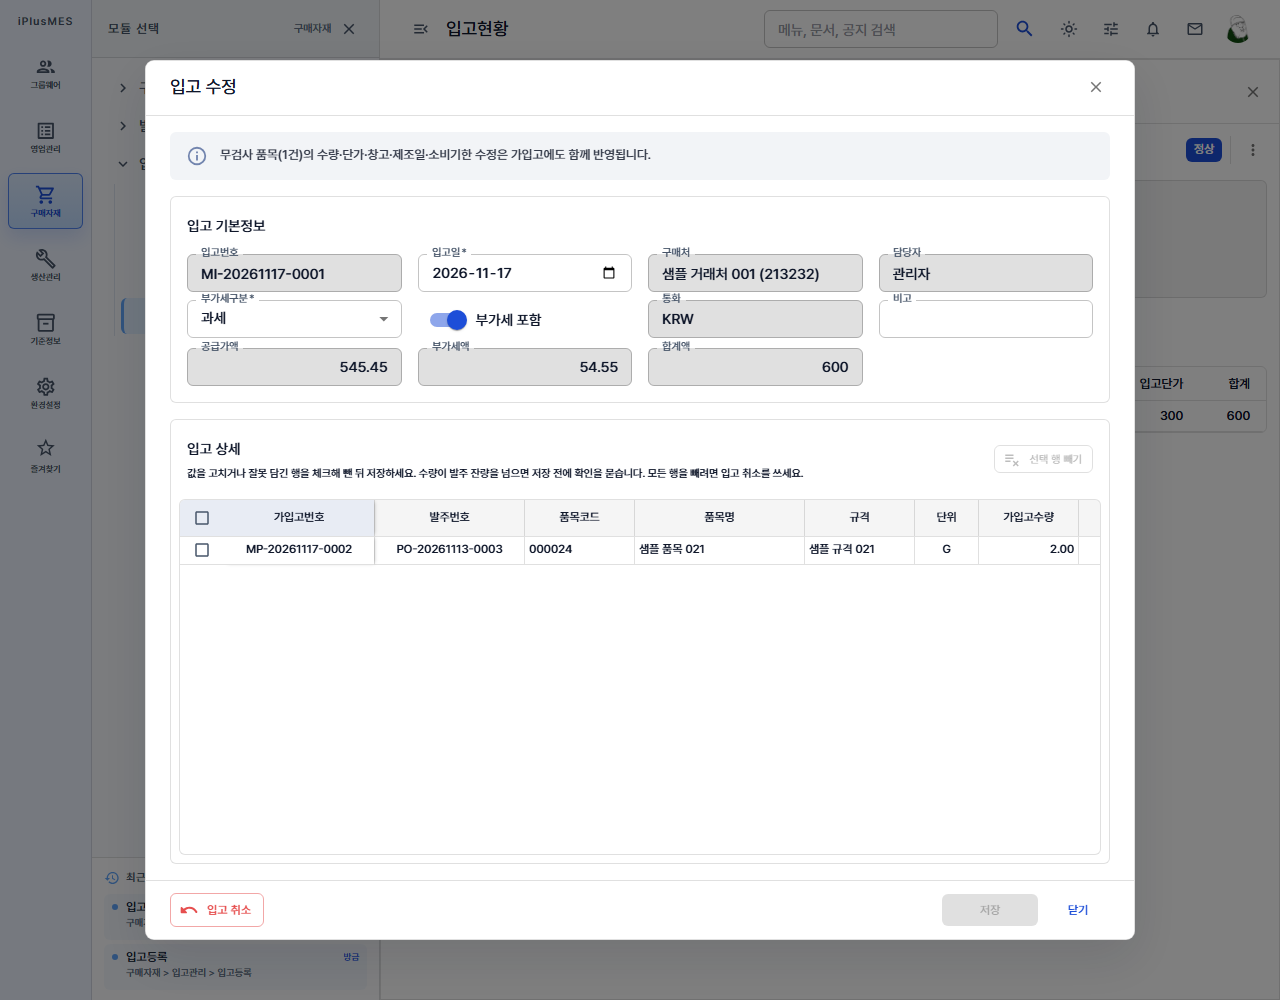 iPlusMES
모듈 선택
구매자재
입고현황
메뉴, 문서, 공지 검색
그룹웨어
영업관리
구매자재
생산관리
기준정보
환경설정
즐겨찾기
정상
입고단가 합계
300 600
최근
입고
구매자
입고등록 방금
구매자재 > 입고관리 > 입고등록
입고 수정
무검사 품목(1건)의 수량·단가·창고·제조일·소비기한 수정은 가입고에도 함께 반영됩니다.
입고 기본정보
입고번호 입고일* 구매처 담당자
MI-20261117-0001 2026-11-17 샘플 거래처 001 (213232) 관리자
부가세구분* 통화 비고
과세 부가세 포함 KRW
공급가액 부가세액 합계액
545.45 54.55 600
입고 상세
값을 고치거나 잘못 담긴 행을 체크해 뺀 뒤 저장하세요. 수량이 발주 잔량을 넘으면 저장 전에 확인을 묻습니다. 모든 행을 빼려면 입고 취소를 쓰세요.
선택 행 빼기
가입고번호 발주번호 품목코드 품목명 규격 단위 가입고수량
MP-20261117-0002 PO-20261113-0003 000024 샘플 품목 021 샘플 규격 021 G 2.00
입고 취소 저장 닫기